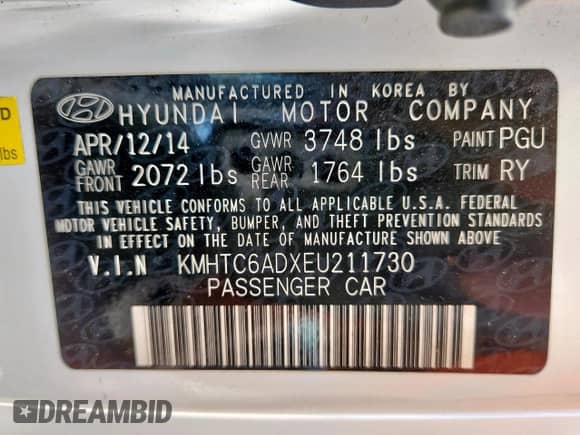 D
lbs
MANUFACTURED IN KOREA BY
HYUNDAI MOTOR COMPANY
APR/12/14 GVWR 3748 lbs PAINT PGU
GAWR FRONT 2072 lbs GAWR REAR 1764 lbs TRIM RY
THIS VEHICLE CONFORMS TO ALL APPLICABLE U.S.A. FEDERAL
MOTOR VEHICLE SAFETY, BUMPER, AND THEFT PREVENTION STANDARDS
IN EFFECT ON THE DATE OF MANUFACTURE SHOWN ABOVE
V.I.N KMHTC6ADXEU211730
PASSENGER CAR
DREAMBID